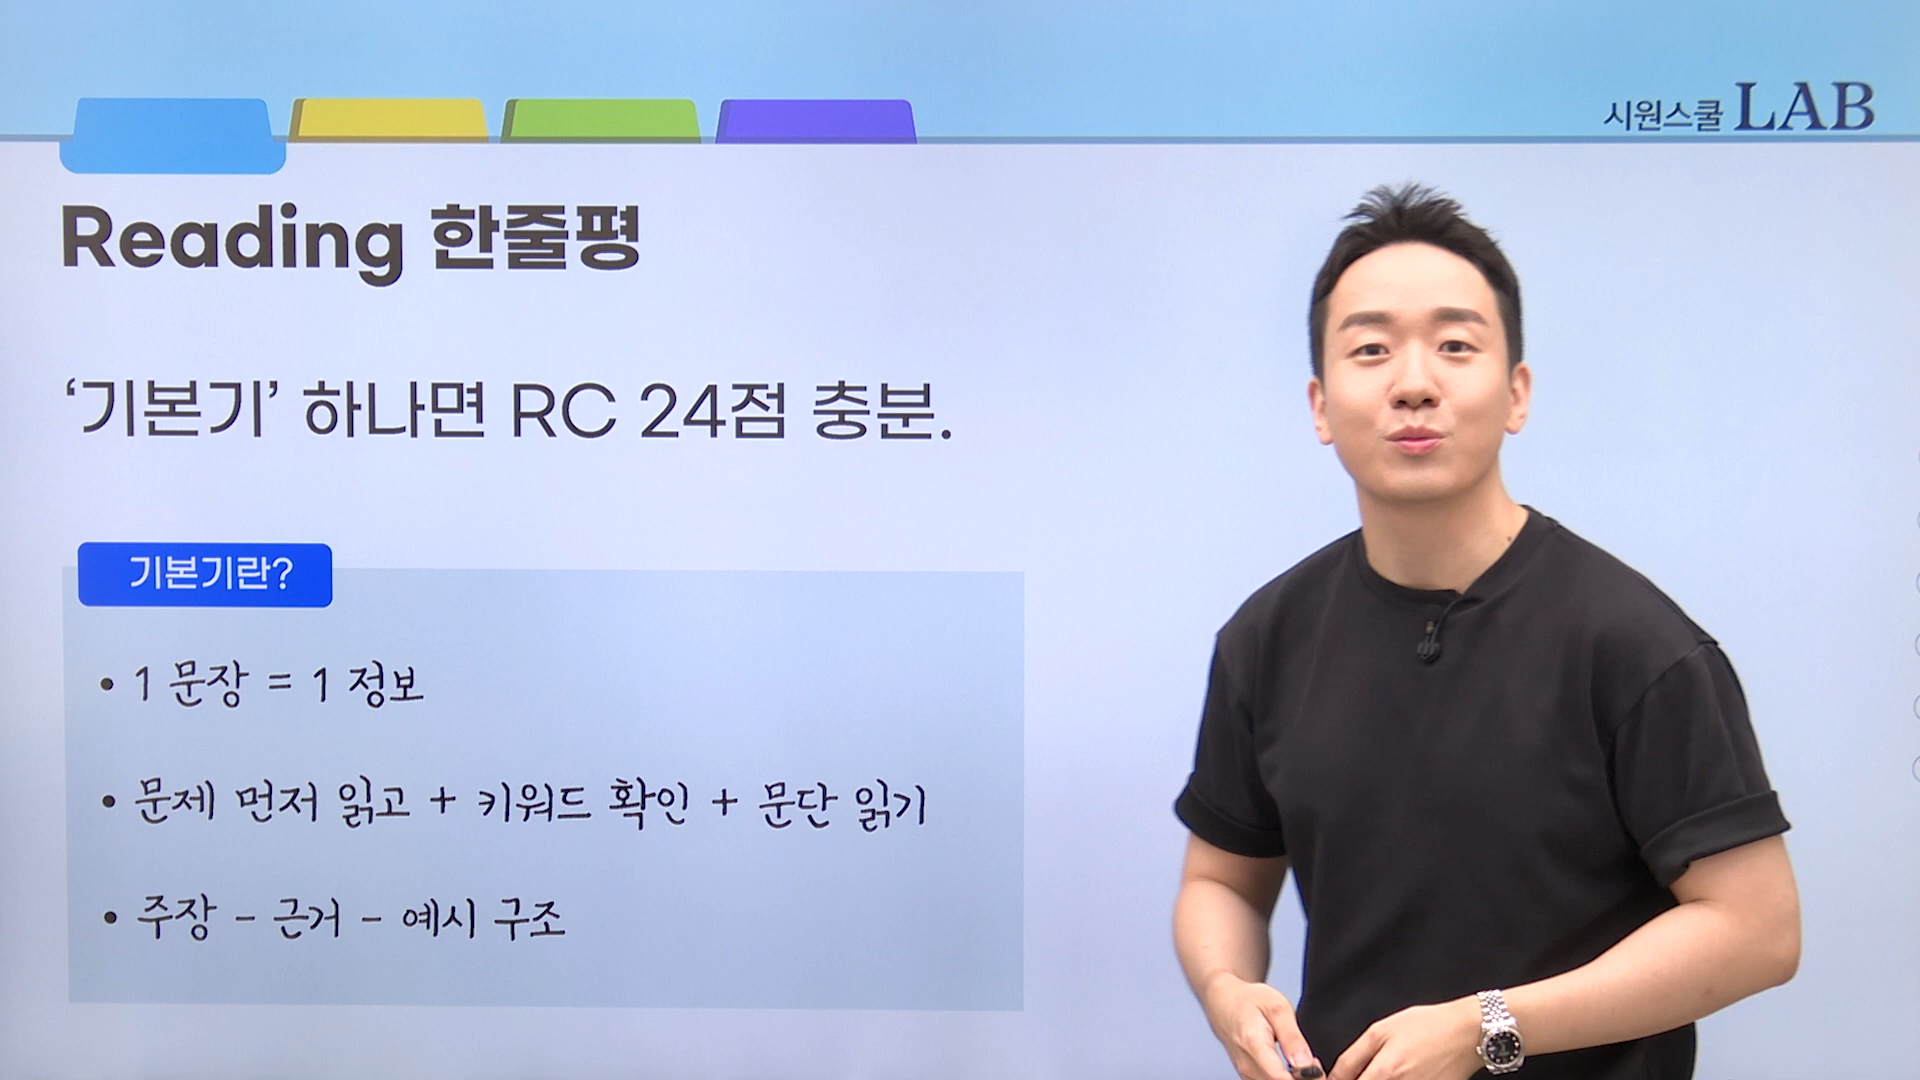 시원스쿨 LAB
Reading 한줄평
‘기본기’ 하나면 RC 24점 충분.
기본기란?
• 1 문장 = 1 정보
• 문제 먼저 읽고 + 키워드 확인 + 문단 읽기
• 주장 - 근거 - 예시 구조